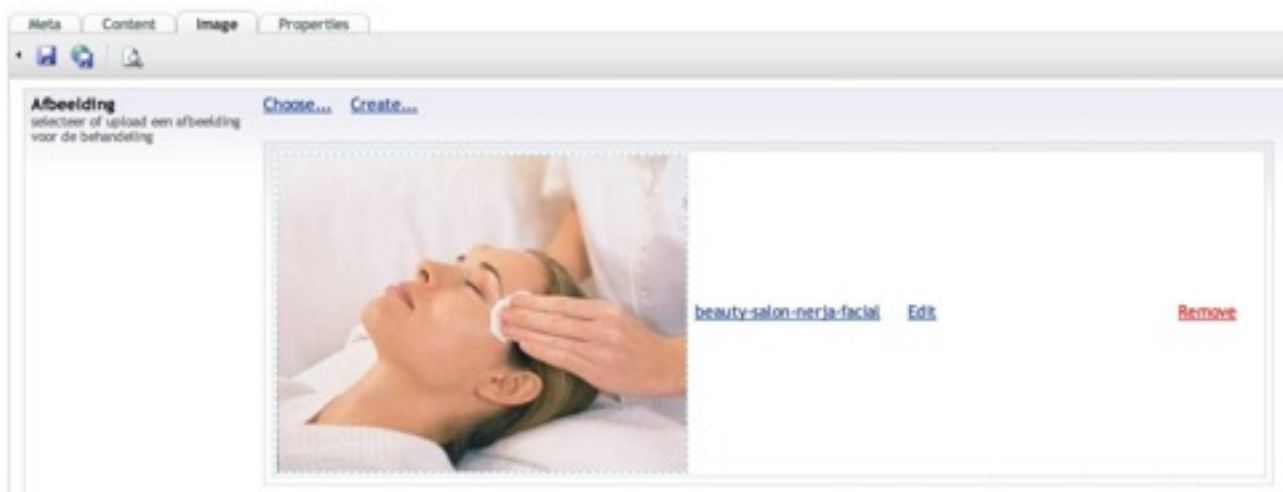 Meta Content Image Properties
Afbeelding
selecteer of upload een afbeelding
voor de behandeling
Choose... Create...
beauty-salon-nerja-facial Edit Remove